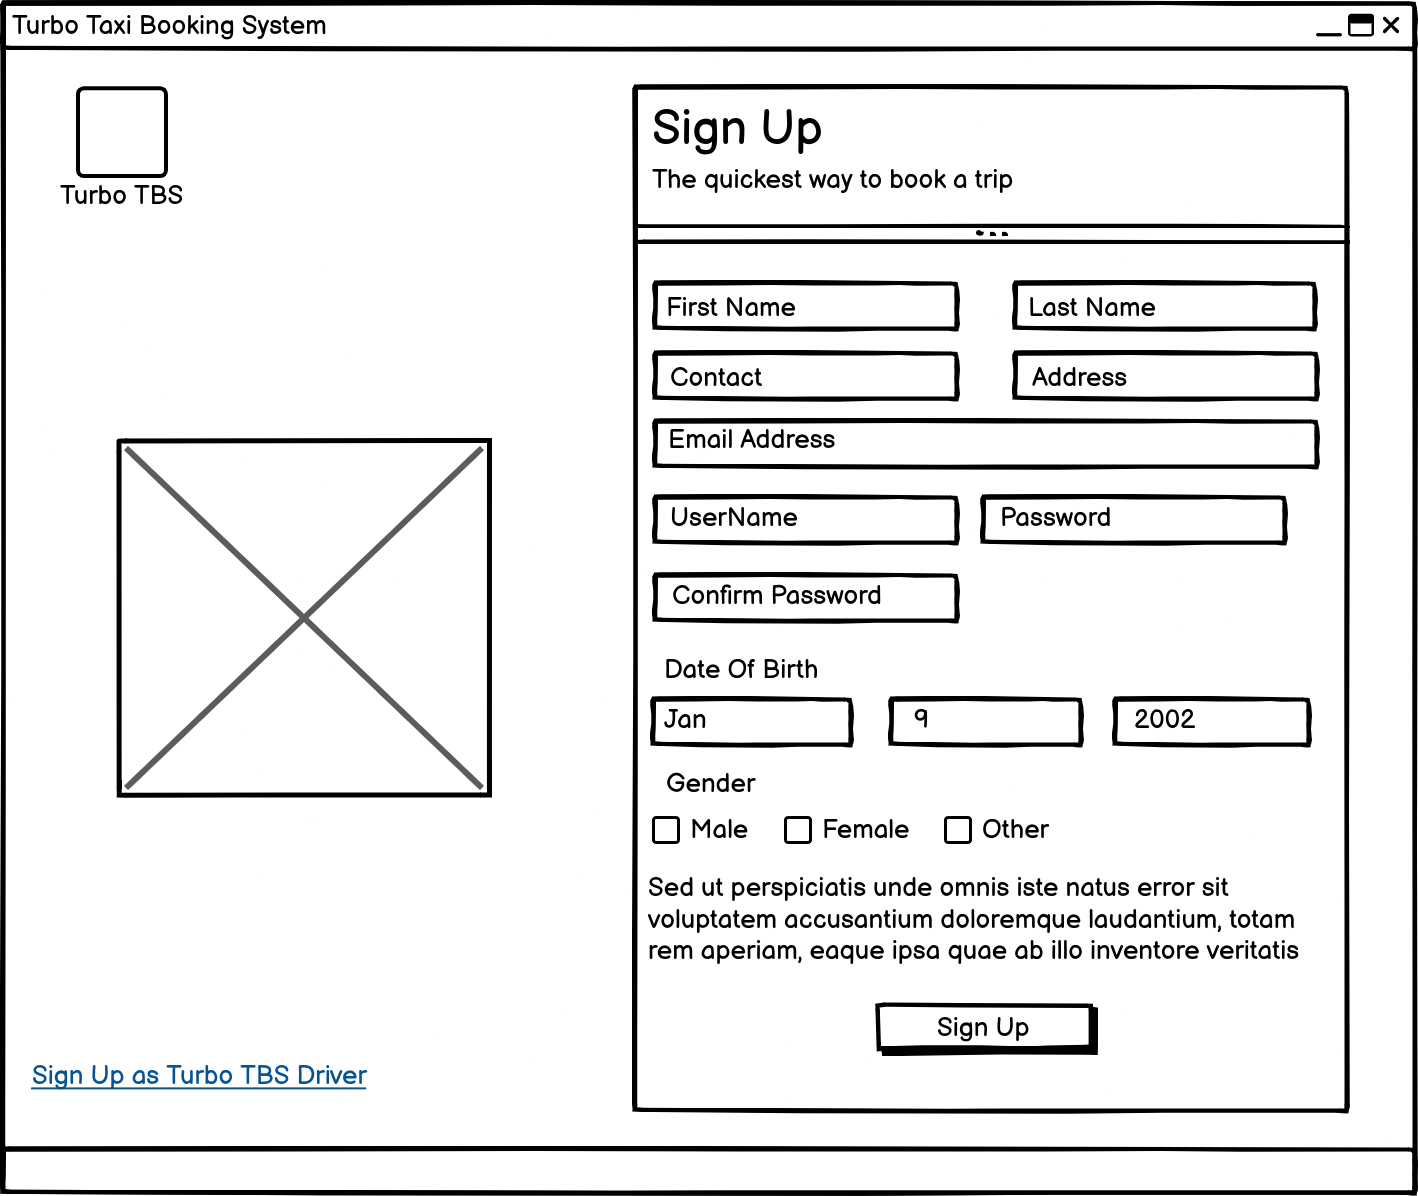 Turbo Taxi Booking System
Turbo TBS
Sign Up
The quickest way to book a trip
First Name
Last Name
Contact
Address
Email Address
UserName
Password
Confirm Password
Date Of Birth
Jan
9
2002
Gender
Male
Female
Other
Sed ut perspiciatis unde omnis iste natus error sit
voluptatem accusantium doloremque laudantium, totam
rem aperiam, eaque ipsa quae ab illo inventore veritatis
Sign Up
Sign Up as Turbo TBS Driver